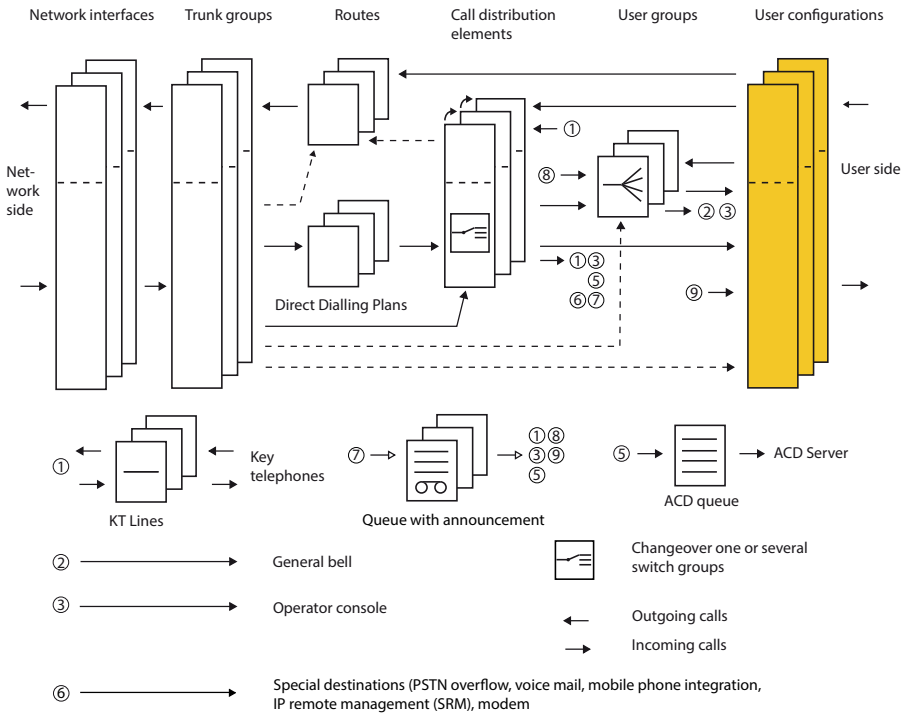 Network interfaces
Trunk groups
Routes
Call distribution
elements
User groups
User configurations
①
Net-
work
side
⑧
User side
② ③
① ③
⑤
⑥ ⑦
⑨
Direct Dialling Plans
①
Key
telephones
KT Lines
⑦
① ⑧
③ ⑨
⑤
Queue with announcement
⑤
ACD Server
ACD queue
②
General bell
Changeover one or several
switch groups
③
Operator console
Outgoing calls
Incoming calls
⑥
Special destinations (PSTN overflow, voice mail, mobile phone integration,
IP remote management (SRM), modem